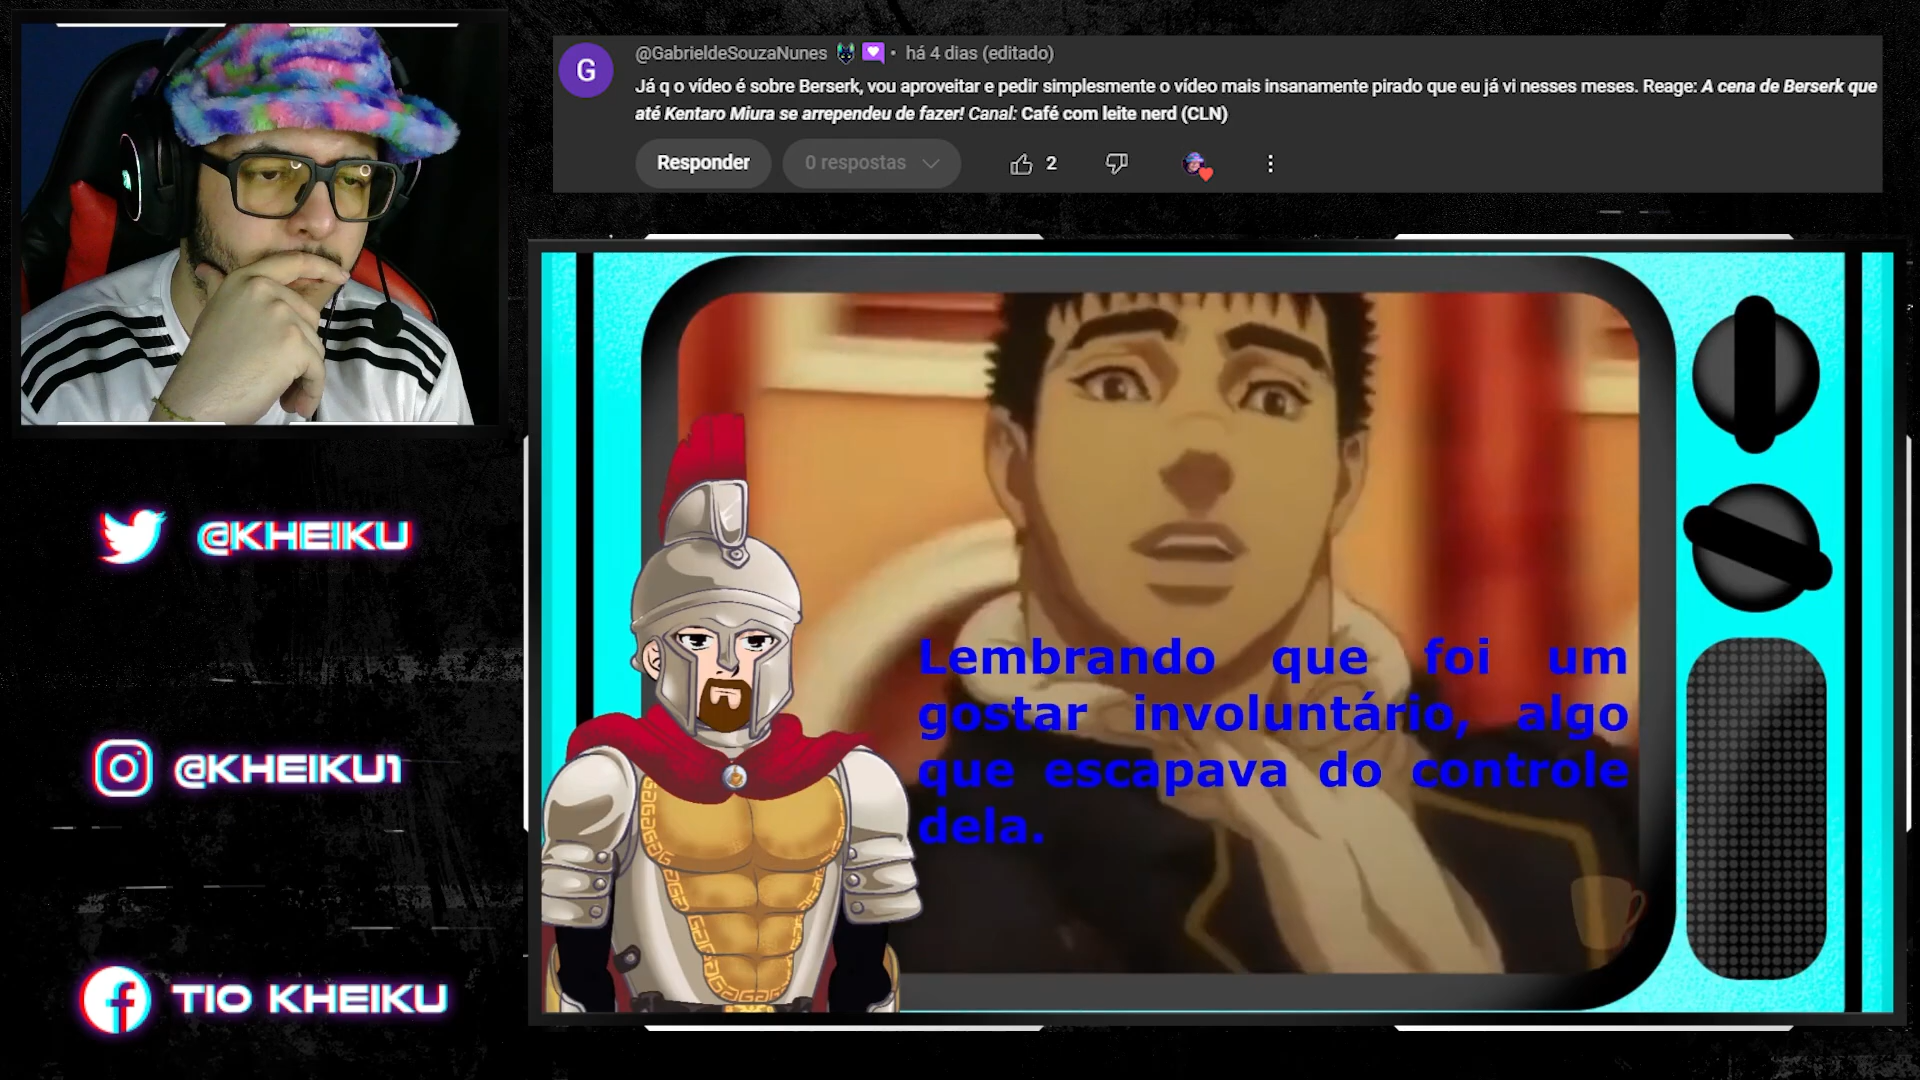 @GabrieldeSouzaNunes • há 4 dias (editado)
G
Já q o vídeo é sobre Berserk, vou aproveitar e pedir simplesmente o vídeo mais insanamente pirado que eu já vi nesses meses. Reage: A cena de Berserk que
até Kentaro Miura se arrependeu de fazer! Canal: Café com leite nerd (CLN)
Responder 0 respostas 2
Lembrando que foi um
gostar involuntário, algo
que escapava do controle
dela.
@KHEIKU
@KHEIKU1
TIO KHEIKU